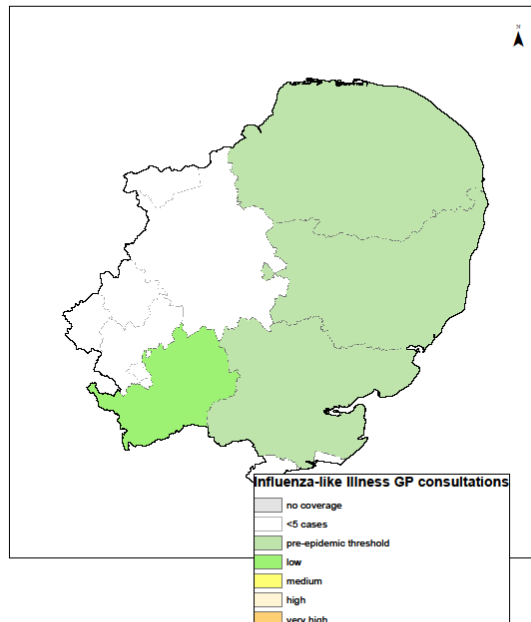 N
Influenza-like Illness GP consultations
no coverage
<5 cases
pre-epidemic threshold
low
medium
high
very high